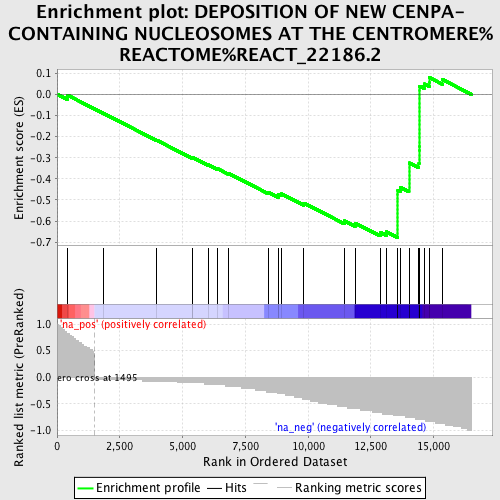 Enrichment plot: DEPOSITION OF NEW CENPA-
CONTAINING NUCLEOSOMES AT THE CENTROMERE%
REACTOME%REACT_22186.2
Enrichment score (ES)
0.1
0.0
-0.1
-0.2
-0.3
-0.4
-0.5
-0.6
-0.7
Ranked list metric (PreRanked)
1.0
0.5
0.0
-0.5
-1.0
'na_pos' (positively correlated)
ero cross at 1495
'na_neg' (negatively correlated)
0
2,500
5,000
7,500
10,000
12,500
15,000
Rank in Ordered Dataset
Enrichment profile
Hits
Ranking metric scores